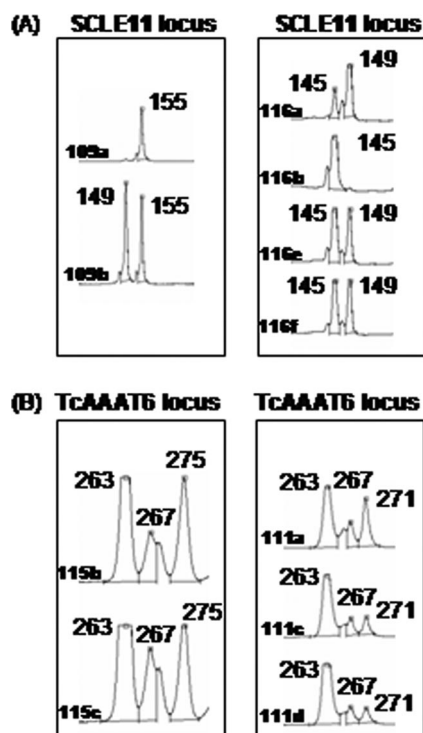 (A) SCLE11 locus
155
109a
149 155
109b
SCLE11 locus
145 149
116a
145
116b
145 149
116e
145 149
116f
(B) TcAAAT6 locus
263 267 275
115b
263 267 275
115c
TcAAAT6 locus
263 267 271
111a
263 267 271
111c
263 267 271
111d